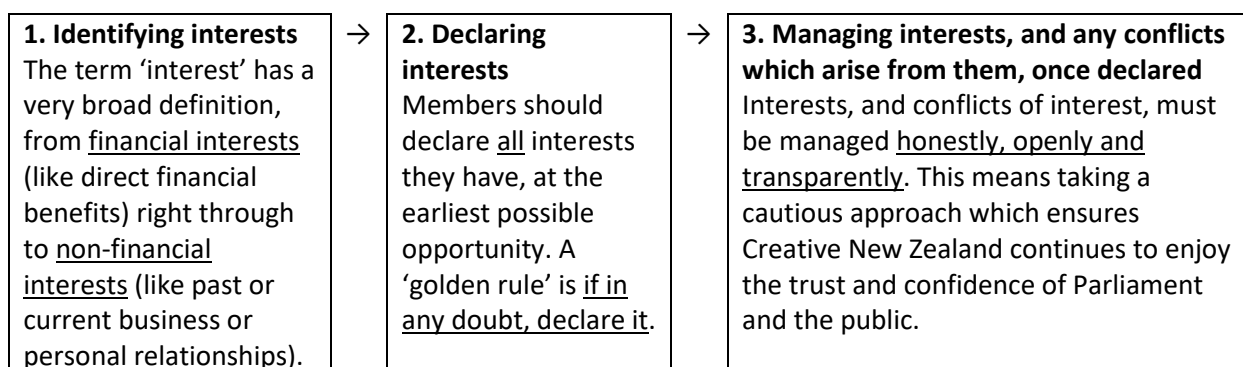 1. Identifying interests
The term ‘interest’ has a
very broad definition,
from financial interests
(like direct financial
benefits) right through
to non-financial
interests (like past or
current business or
personal relationships).
→
2. Declaring
interests
Members should
declare all interests
they have, at the
earliest possible
opportunity. A
‘golden rule’ is if in
any doubt, declare it.
→
3. Managing interests, and any conflicts
which arise from them, once declared
Interests, and conflicts of interest, must
be managed honestly, openly and
transparently. This means taking a
cautious approach which ensures
Creative New Zealand continues to enjoy
the trust and confidence of Parliament
and the public.